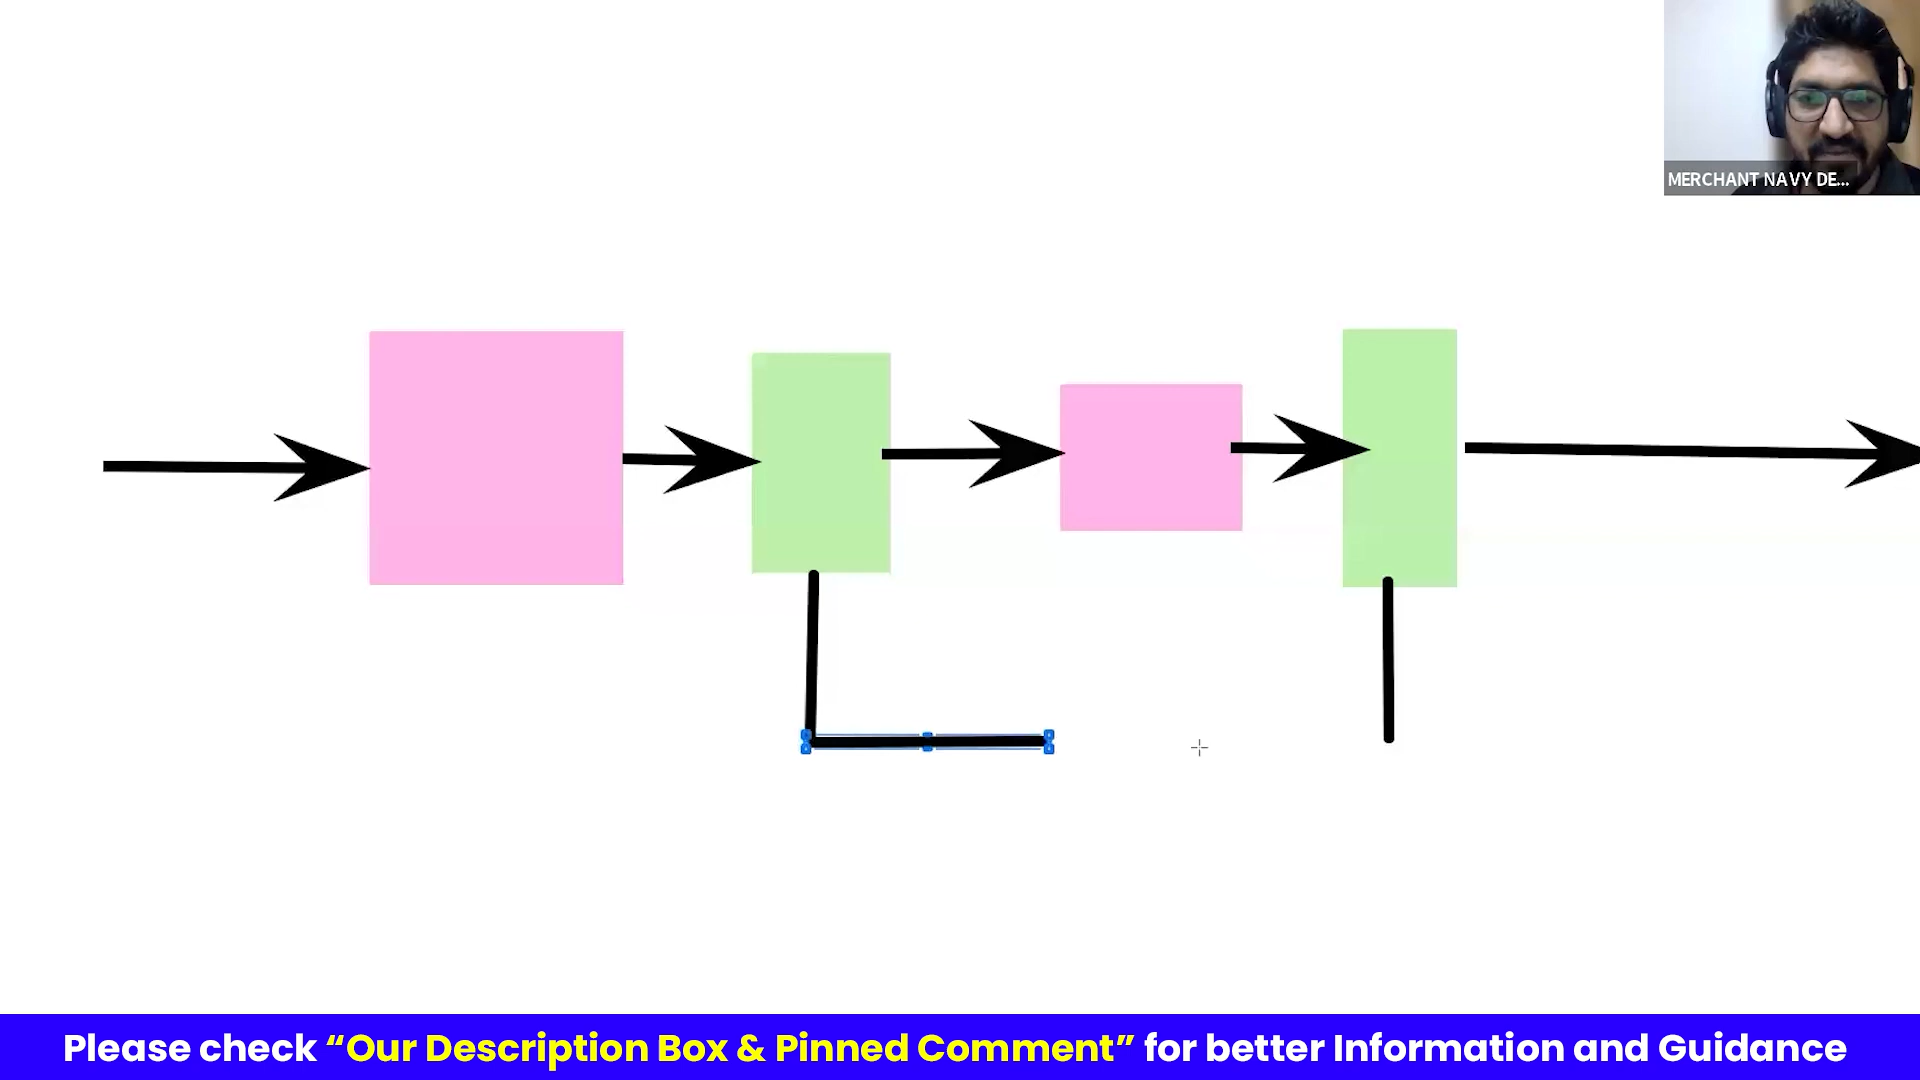 MERCHANT NAVY DE...
Please check “Our Description Box & Pinned Comment” for better Information and Guidance